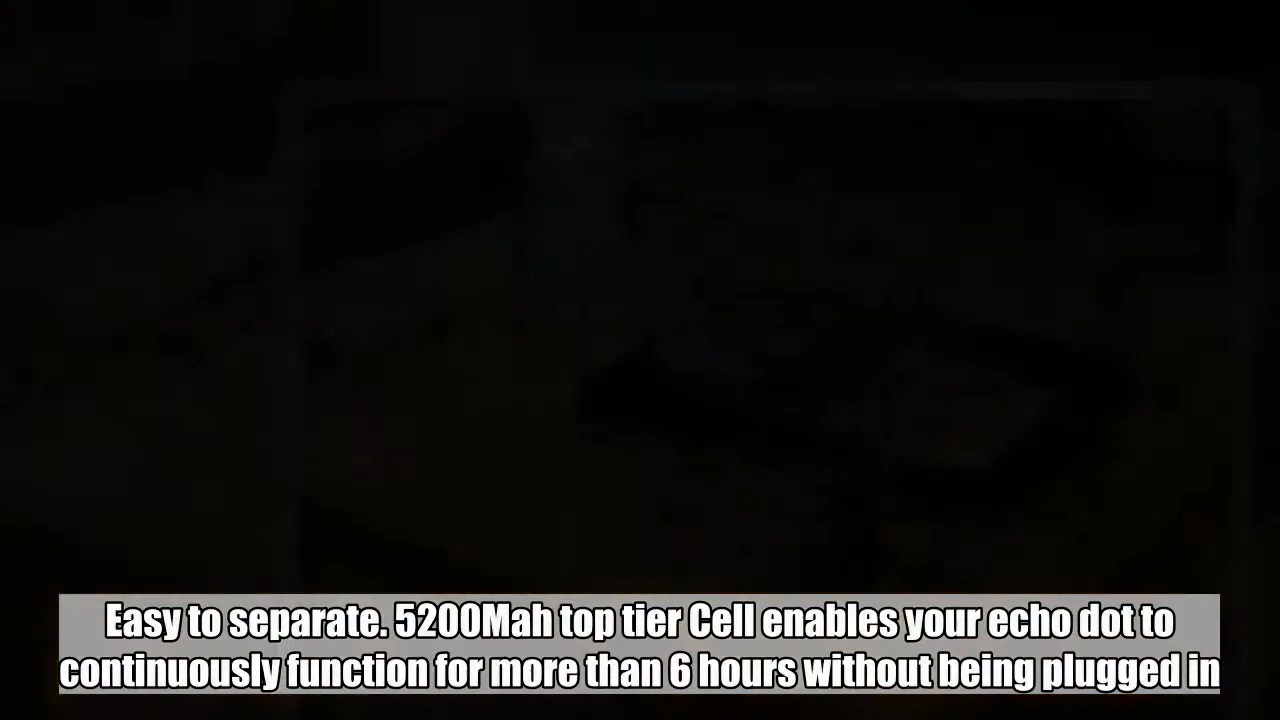 Easy to separate. 5200Mah top tier Cell enables your echo dot to
continuously function for more than 6 hours without being plugged in